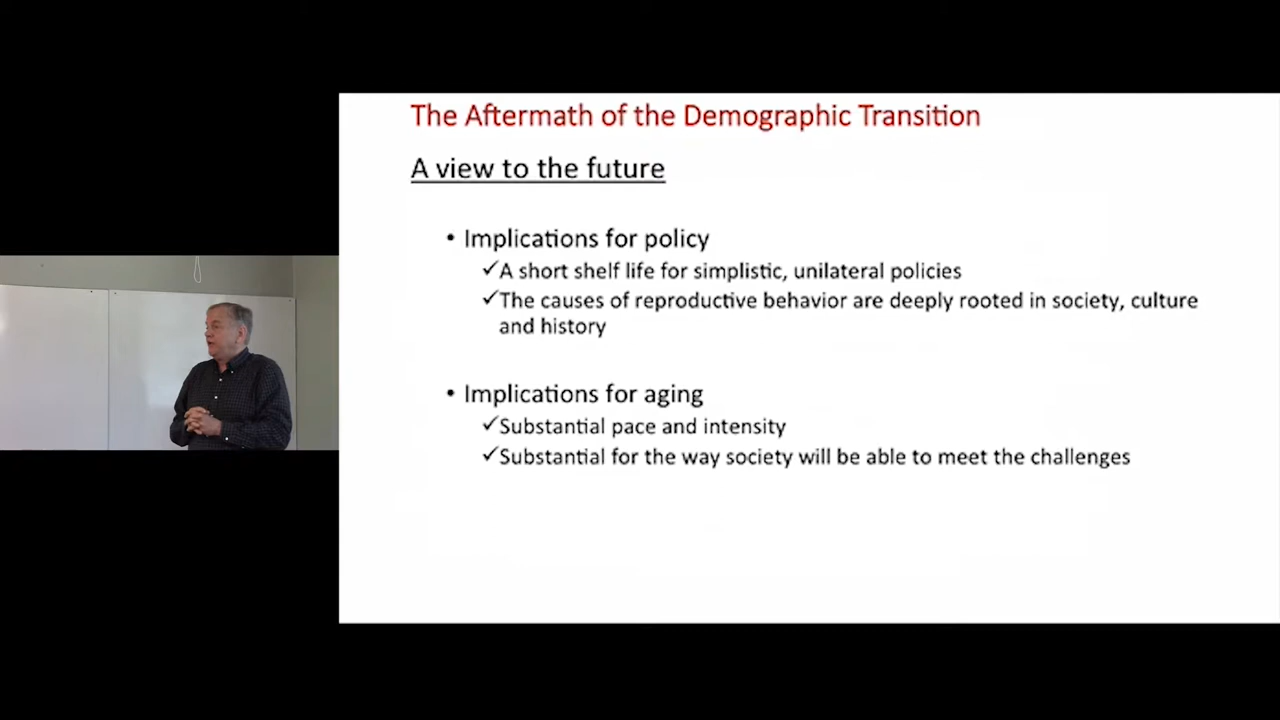 The Aftermath of the Demographic Transition
A view to the future
• Implications for policy
✓A short shelf life for simplistic, unilateral policies
✓The causes of reproductive behavior are deeply rooted in society, culture
and history
• Implications for aging
✓Substantial pace and intensity
✓Substantial for the way society will be able to meet the challenges